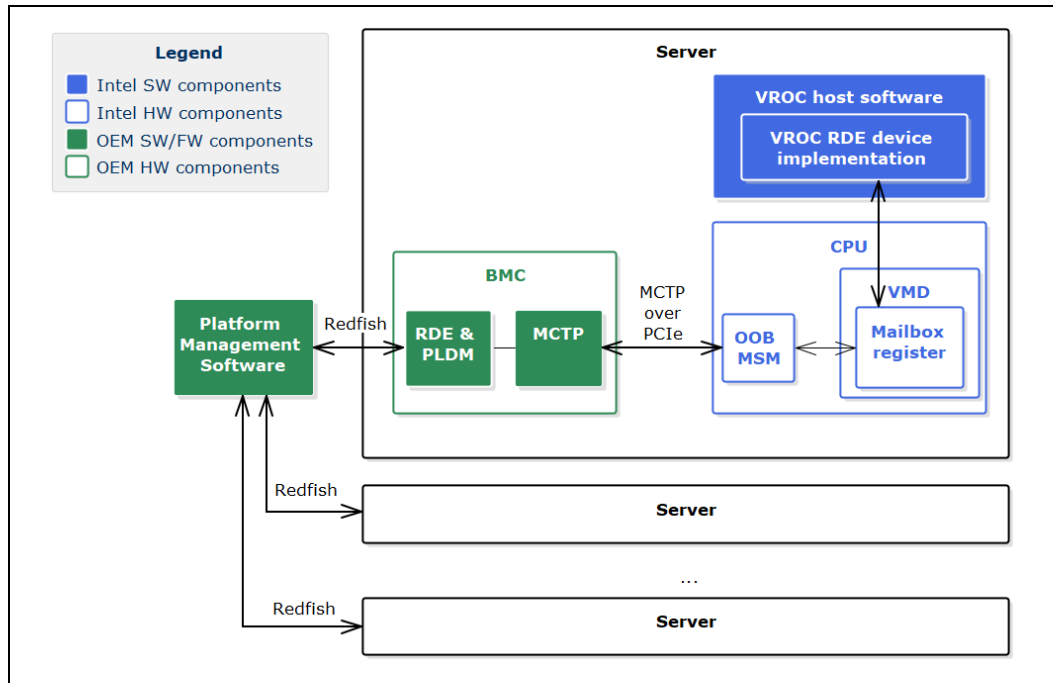 Legend
Intel SW components
Intel HW components
OEM SW/FW components
OEM HW components
Server
VROC host software
VROC RDE device
implementation
CPU
VMD
Mailbox
register
OOB
MSM
MCTP
over
PCIe
BMC
RDE &
PLDM
MCTP
Redfish
Platform
Management
Software
Redfish
Server
...
Redfish
Server